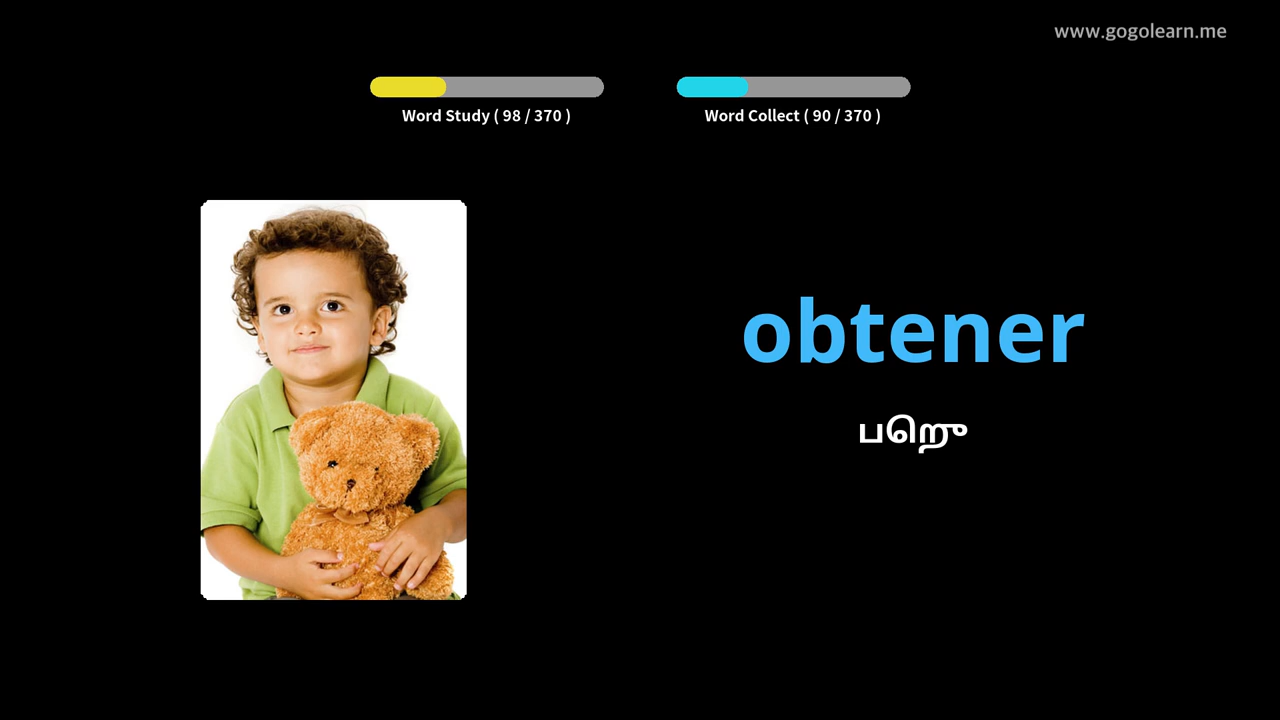 www.gogolearn.me
Word Study ( 98 / 370 )
Word Collect ( 90 / 370 )
obtener
பெறு